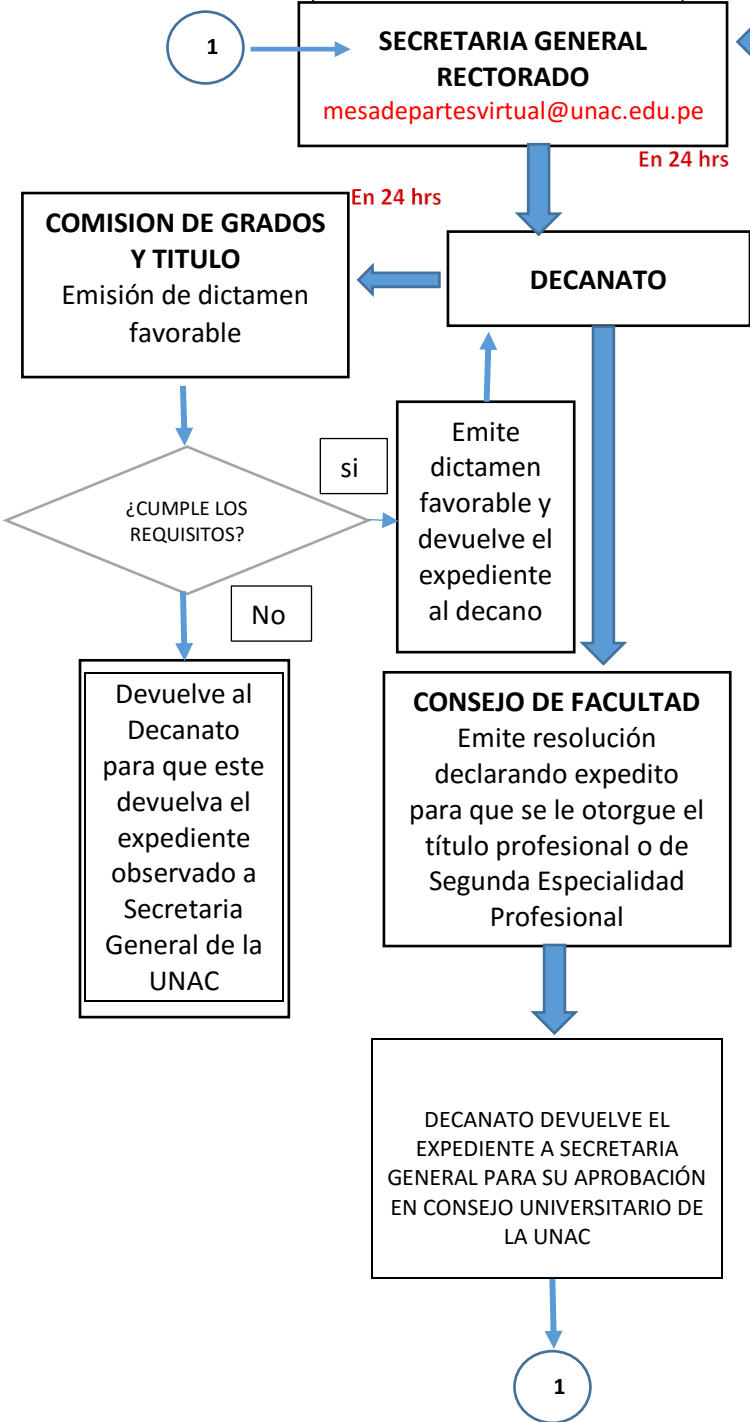 1
SECRETARIA GENERAL
RECTORADO
mesadepartesvirtual@unac.edu.pe
En 24 hrs
En 24 hrs
COMISION DE GRADOS
Y TITULO
Emisión de dictamen
favorable
DECANATO
¿CUMPLE LOS
REQUISITOS?
si
Emite
dictamen
favorable y
devuelve el
expediente
al decano
No
Devuelve al
Decanato
para que este
devuelva el
expediente
observado a
Secretaria
General de la
UNAC
CONSEJO DE FACULTAD
Emite resolución
declarando expedito
para que se le otorgue el
título profesional o de
Segunda Especialidad
Profesional
DECANATO DEVUELVE EL
EXPEDIENTE A SECRETARIA
GENERAL PARA SU APROBACIÓN
EN CONSEJO UNIVERSITARIO DE
LA UNAC
1